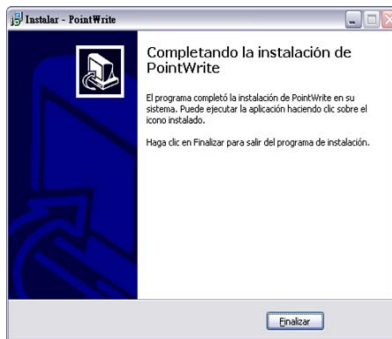 Instalar - PointWrite
Completando la instalación de
PointWrite
El programa completó la instalación de PointWrite en su
sistema. Puede ejecutar la aplicación haciendo clic sobre el
icono instalado.
Haga clic en Finalizar para salir del programa de instalación.
Finalizar